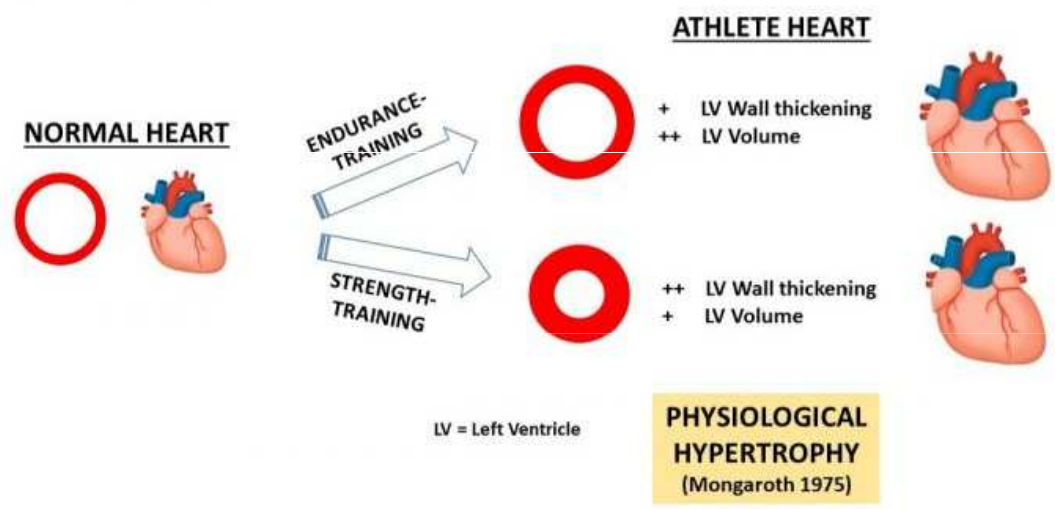 ATHLETE HEART
NORMAL HEART
ENDURANCE-
TRAINING
+ LV Wall thickening
++ LV Volume
STRENGTH-
TRAINING
++ LV Wall thickening
+ LV Volume
LV = Left Ventricle
PHYSIOLOGICAL
HYPERTROPHY
(Mongaroth 1975)